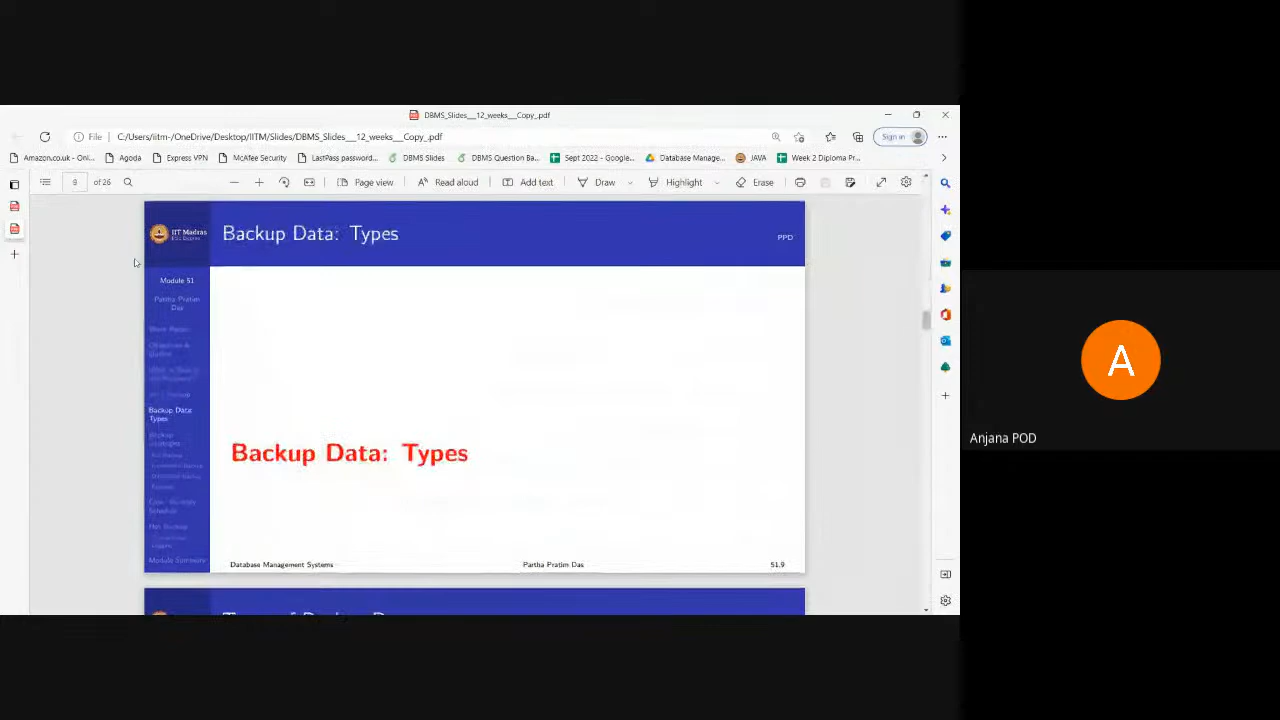 DBMS_Slides__12_weeks__Copy_.pdf
File C:/Users/iitm-/OneDrive/Desktop/IITM/Slides/DBMS_Slides__12_weeks__Copy_.pdf Sign in
Amazon.co.uk - Onl... Agoda Express VPN McAfee Security LastPass password... DBMS Slides DBMS Question Ba... Sept 2022 - Google... Database Manage... JAVA Week 2 Diploma Pr...
9 of 26 Page view Read aloud Add text Draw Highlight Erase
IIT Madras
Backup Data: Types
PPD
Module 51
Partha Pratim
Das
Backup Data:
Types
Module Summary
Backup Data: Types
Database Management Systems Partha Pratim Das 51.9
A
Anjana POD